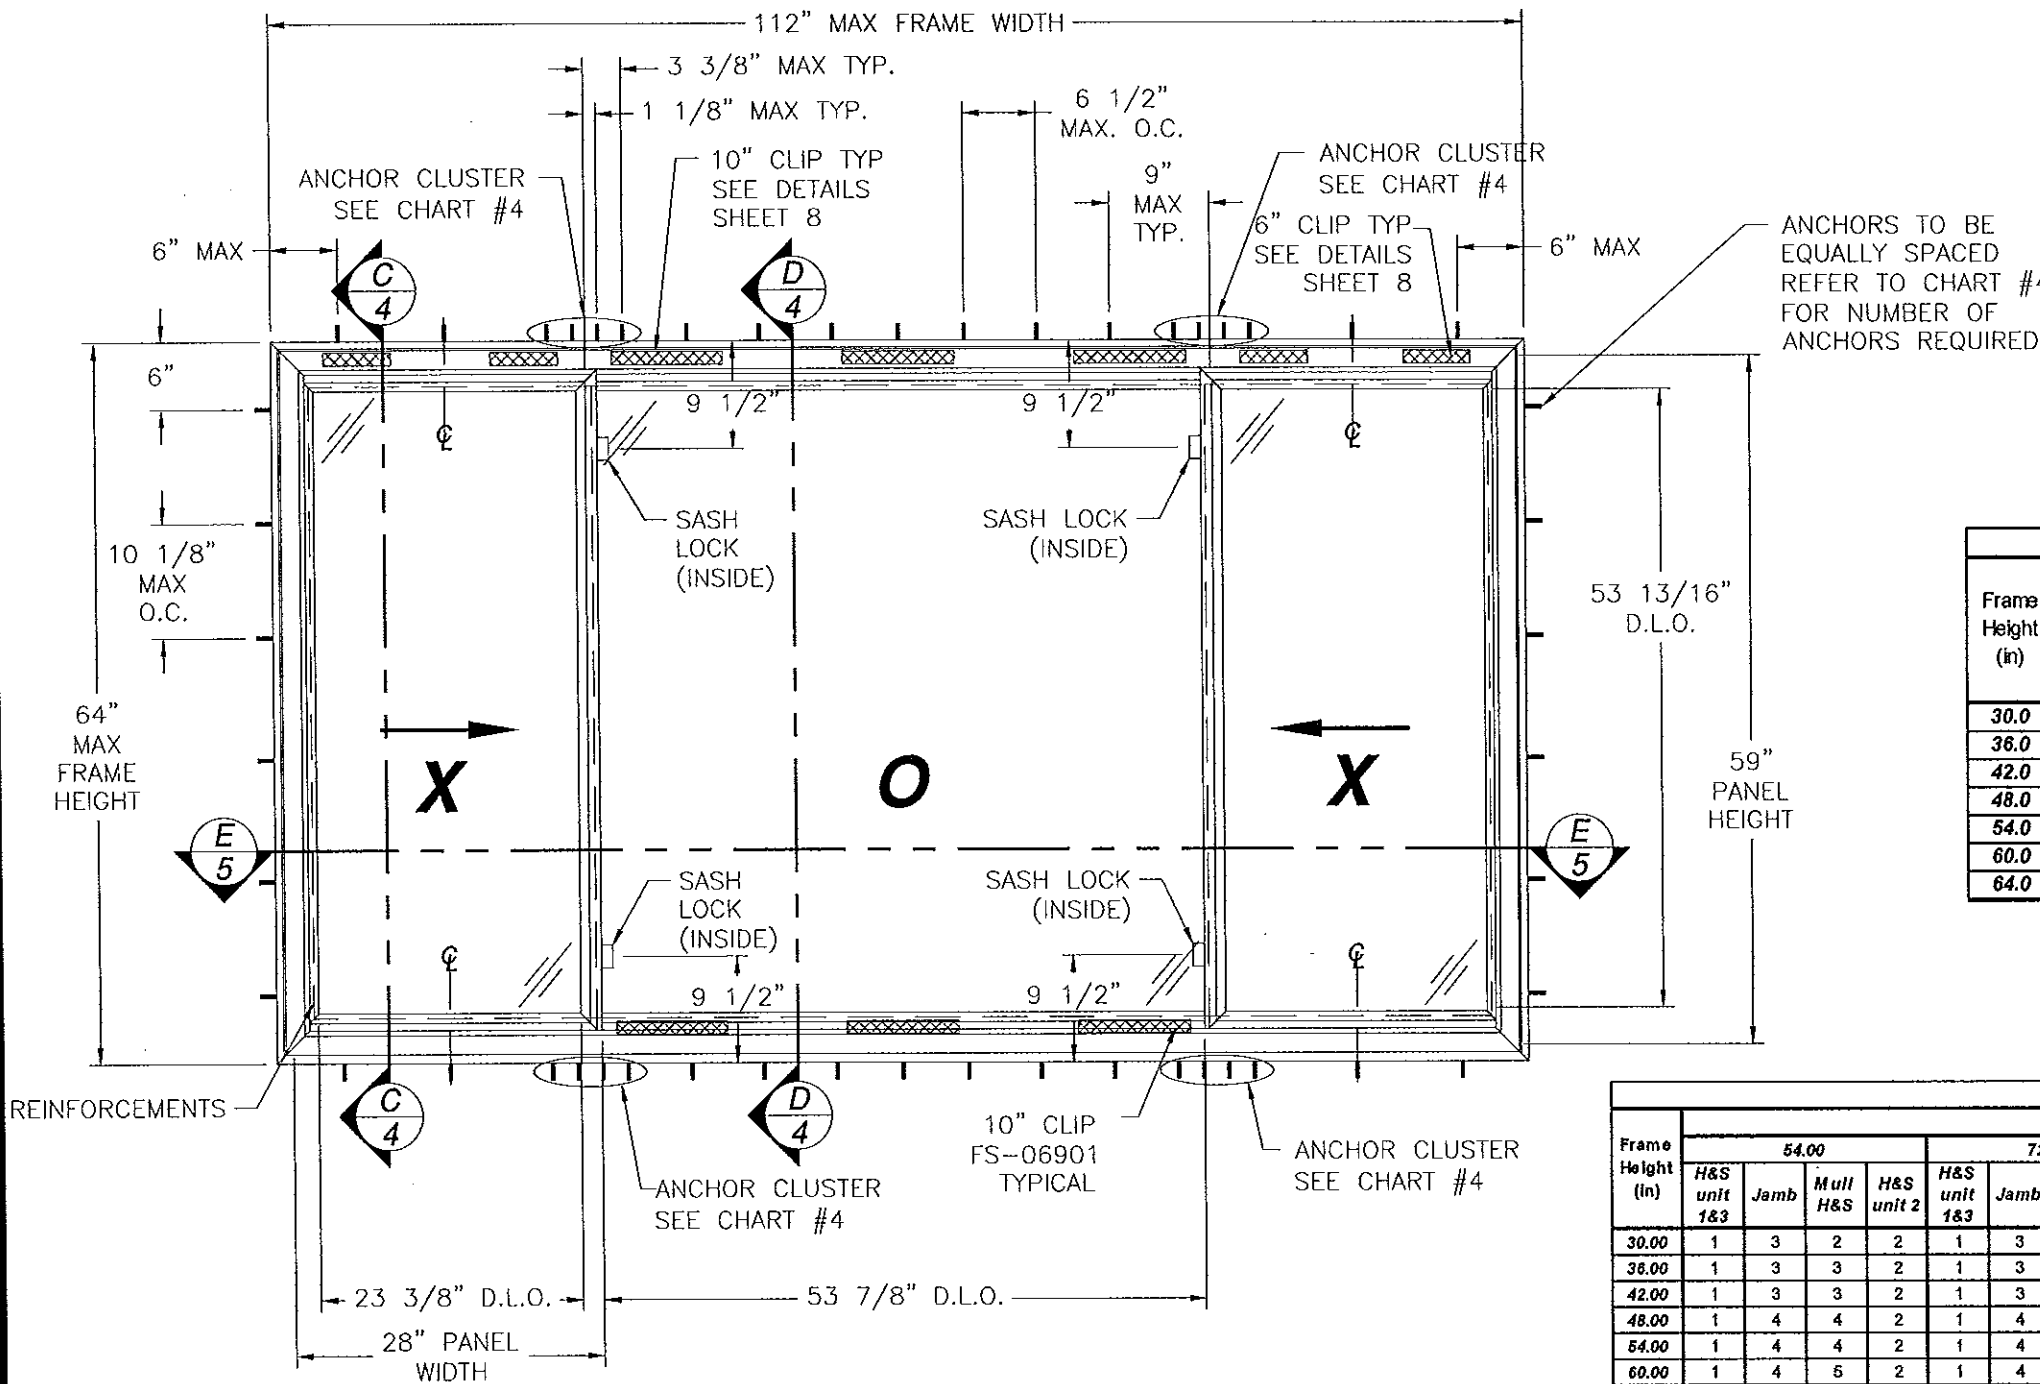 112" MAX FRAME WIDTH
3 3/8" MAX TYP.
1 1/8" MAX TYP.
6 1/2"
MAX. O.C.
ANCHOR CLUSTER
SEE CHART #4
10" CLIP TYP
SEE DETAILS
SHEET 8
9"
MAX
TYP.
ANCHOR CLUSTER
SEE CHART #4
6" CLIP TYP
SEE DETAILS
SHEET 8
6" MAX
6" MAX
ANCHORS TO BE
EQUALLY SPACED
REFER TO CHART #4
FOR NUMBER OF
ANCHORS REQUIRED
C
4
D
4
6"
9 1/2"
9 1/2"
℄
℄
SASH
LOCK
(INSIDE)
SASH LOCK
(INSIDE)
10 1/8"
MAX
O.C.
53 13/16"
D.L.O.
64"
MAX
FRAME
HEIGHT
X
O
X
59"
PANEL
HEIGHT
E
5
E
5
SASH
LOCK
(INSIDE)
SASH LOCK
(INSIDE)
℄
℄
9 1/2"
9 1/2"
REINFORCEMENTS
C
4
D
4
10" CLIP
FS-06901
TYPICAL
ANCHOR CLUSTER
SEE CHART #4
ANCHOR CLUSTER
SEE CHART #4
23 3/8" D.L.O.
53 7/8" D.L.O.
28" PANEL
WIDTH
Frame
Height
(in)
30.0
36.0
42.0
48.0
54.0
60.0
64.0
Frame
Height
(in)
54.00
H&S
unit
1&3
Jamb
Mull
H&S
H&S
unit 2
H&S
unit
1&3
Jamb
30.00 1 3 2 2 1 3
36.00 1 3 3 2 1 3
42.00 1 3 3 2 1 3
48.00 1 4 4 2 1 4
54.00 1 4 4 2 1 4
60.00 1 4 5 2 1 4